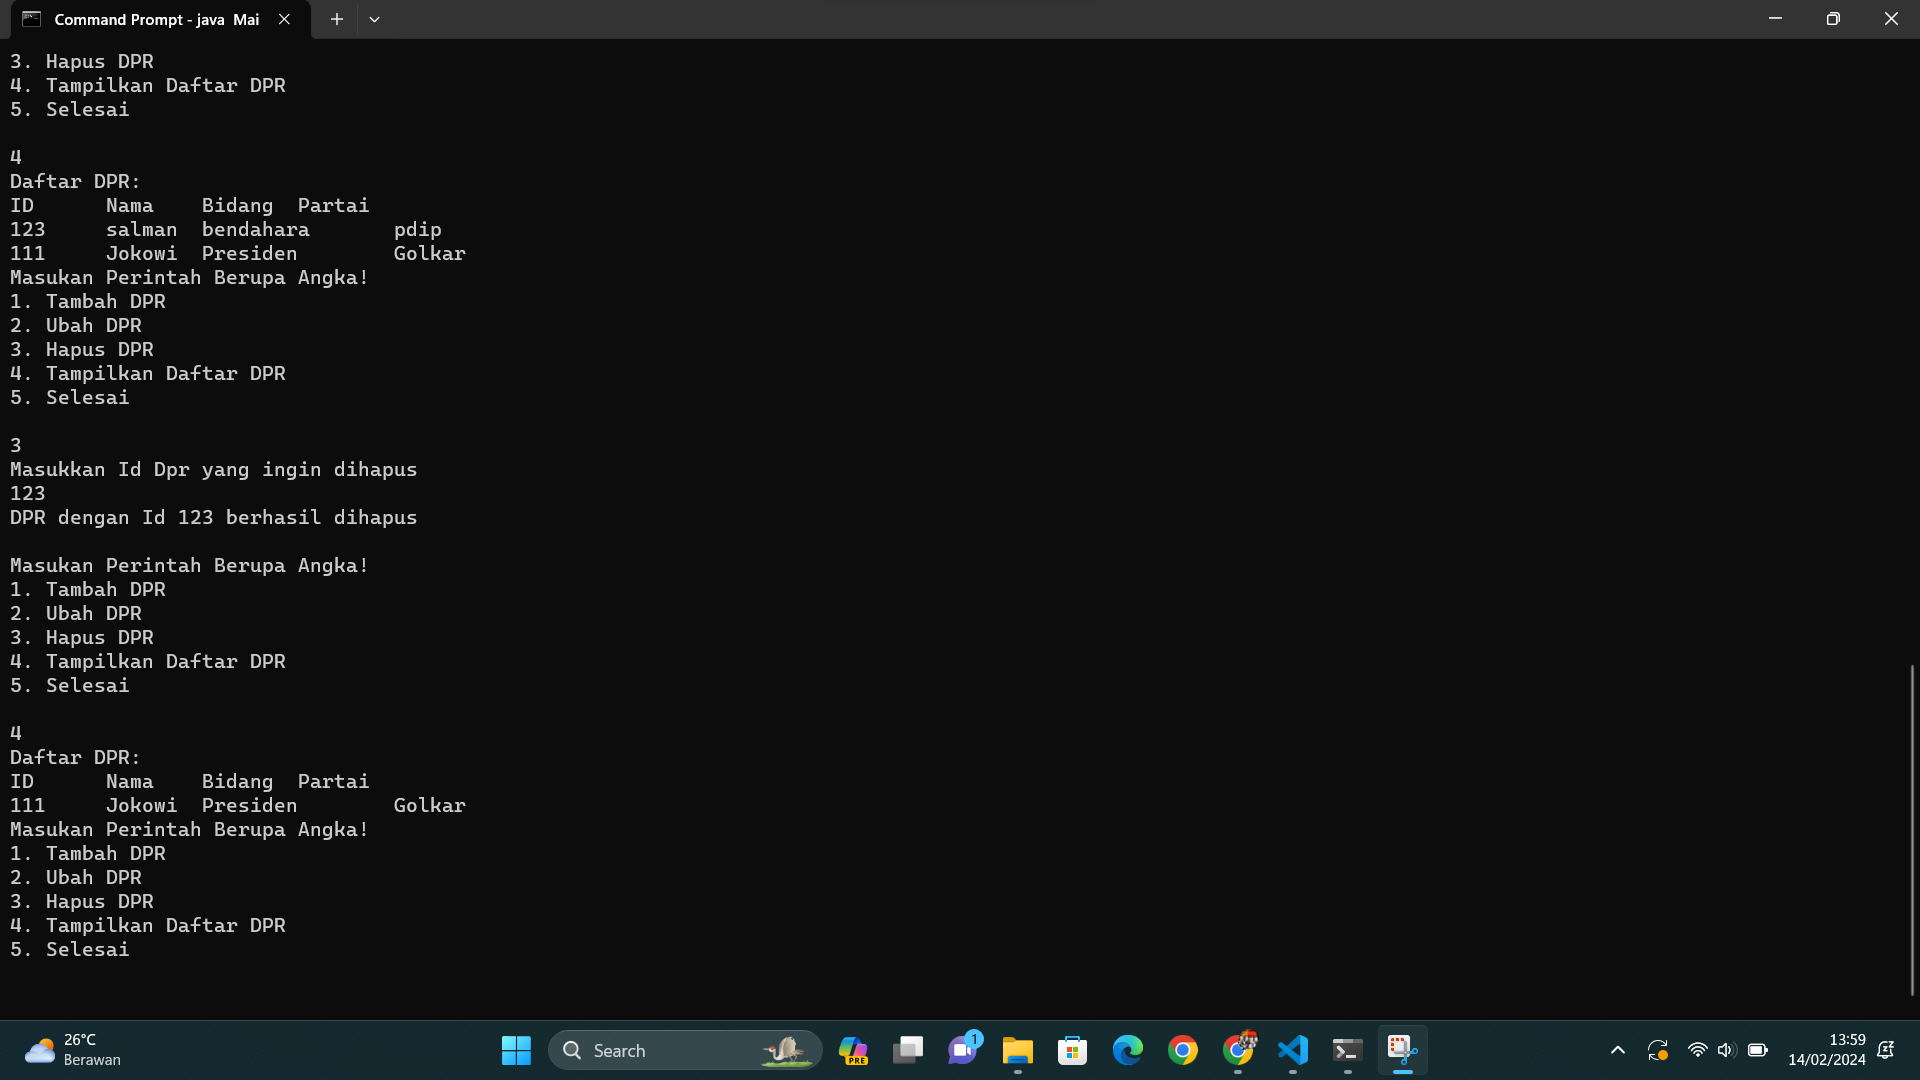 Command Prompt - java  Mai
3. Hapus DPR
4. Tampilkan Daftar DPR
5. Selesai
4
Daftar DPR:
ID      Nama    Bidang  Partai
123     salman  bendahara       pdip
111     Jokowi  Presiden        Golkar
Masukan Perintah Berupa Angka!
1. Tambah DPR
2. Ubah DPR
3. Hapus DPR
4. Tampilkan Daftar DPR
5. Selesai
3
Masukkan Id Dpr yang ingin dihapus
123
DPR dengan Id 123 berhasil dihapus
Masukan Perintah Berupa Angka!
1. Tambah DPR
2. Ubah DPR
3. Hapus DPR
4. Tampilkan Daftar DPR
5. Selesai
4
Daftar DPR:
ID      Nama    Bidang  Partai
111     Jokowi  Presiden        Golkar
Masukan Perintah Berupa Angka!
1. Tambah DPR
2. Ubah DPR
3. Hapus DPR
4. Tampilkan Daftar DPR
5. Selesai
26°C
Berawan
Search
PRE
1
13:59
14/02/2024